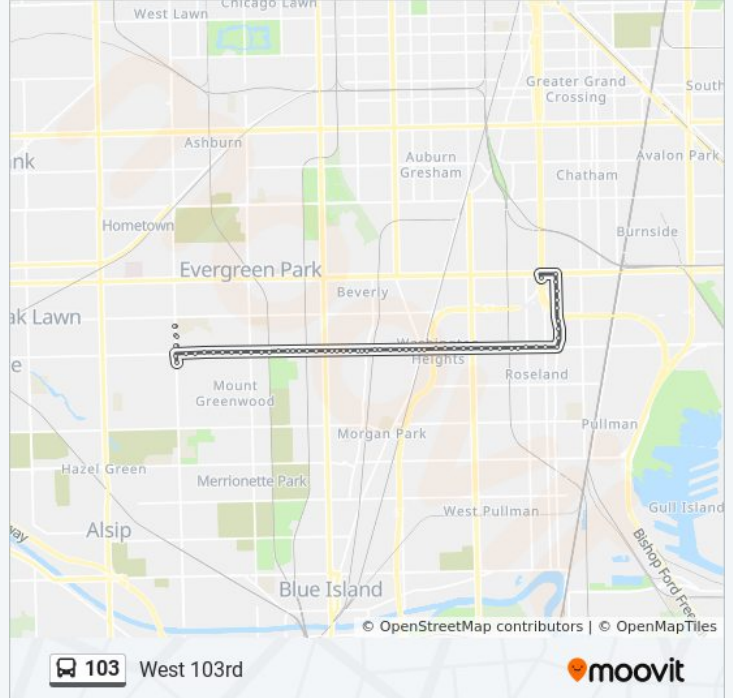 Chicago Lawn
West Lawn
Greater Grand
Crossing
South
Ashburn
nk
Auburn
Gresham
Avalon Park
Chatham
Hometown
Burnside
Evergreen Park
Beverly
ak Lawn
Washington
Heights
e
Roseland
Mount
Greenwood
Pullman
Morgan Park
Hazel Green
Merrionette Park
Gull Island
West Pullman
Alsip
way
Bishop Ford Free
Blue Island
© OpenStreetMap contributors | © OpenMapTiles
103 West 103rd
moovit